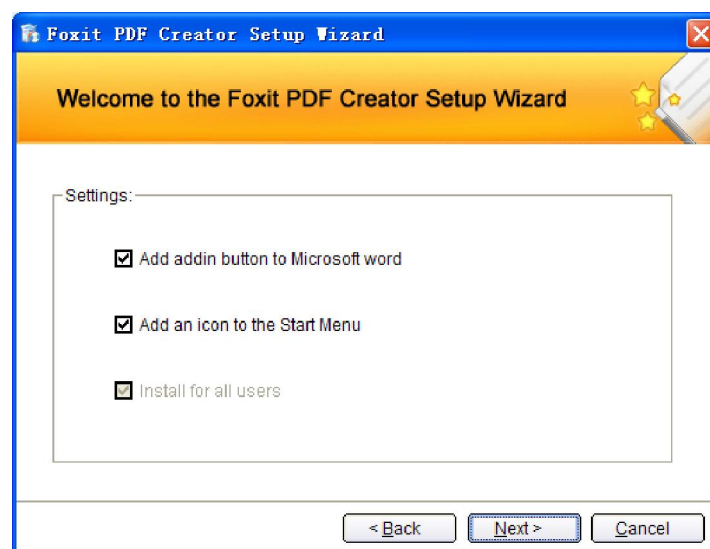 Foxit PDF Creator Setup Wizard
Welcome to the Foxit PDF Creator Setup Wizard
Settings:
Add addin button to Microsoft word
Add an icon to the Start Menu
Install for all users
< Back Next > Cancel